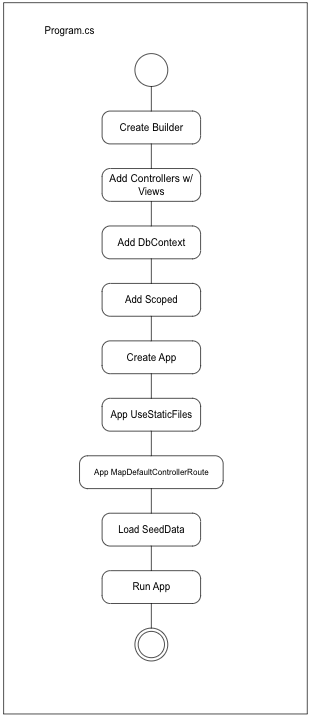 Program.cs
Create Builder
Add Controllers w/
Views
Add DbContext
Add Scoped
Create App
App UseStaticFiles
App MapDefaultControllerRoute
Load SeedData
Run App